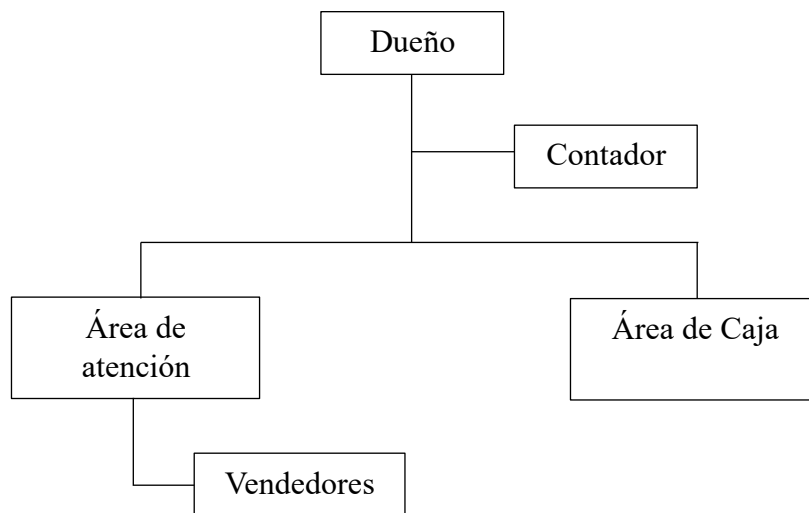 Dueño
Contador
Área de
atención
Área de Caja
Vendedores